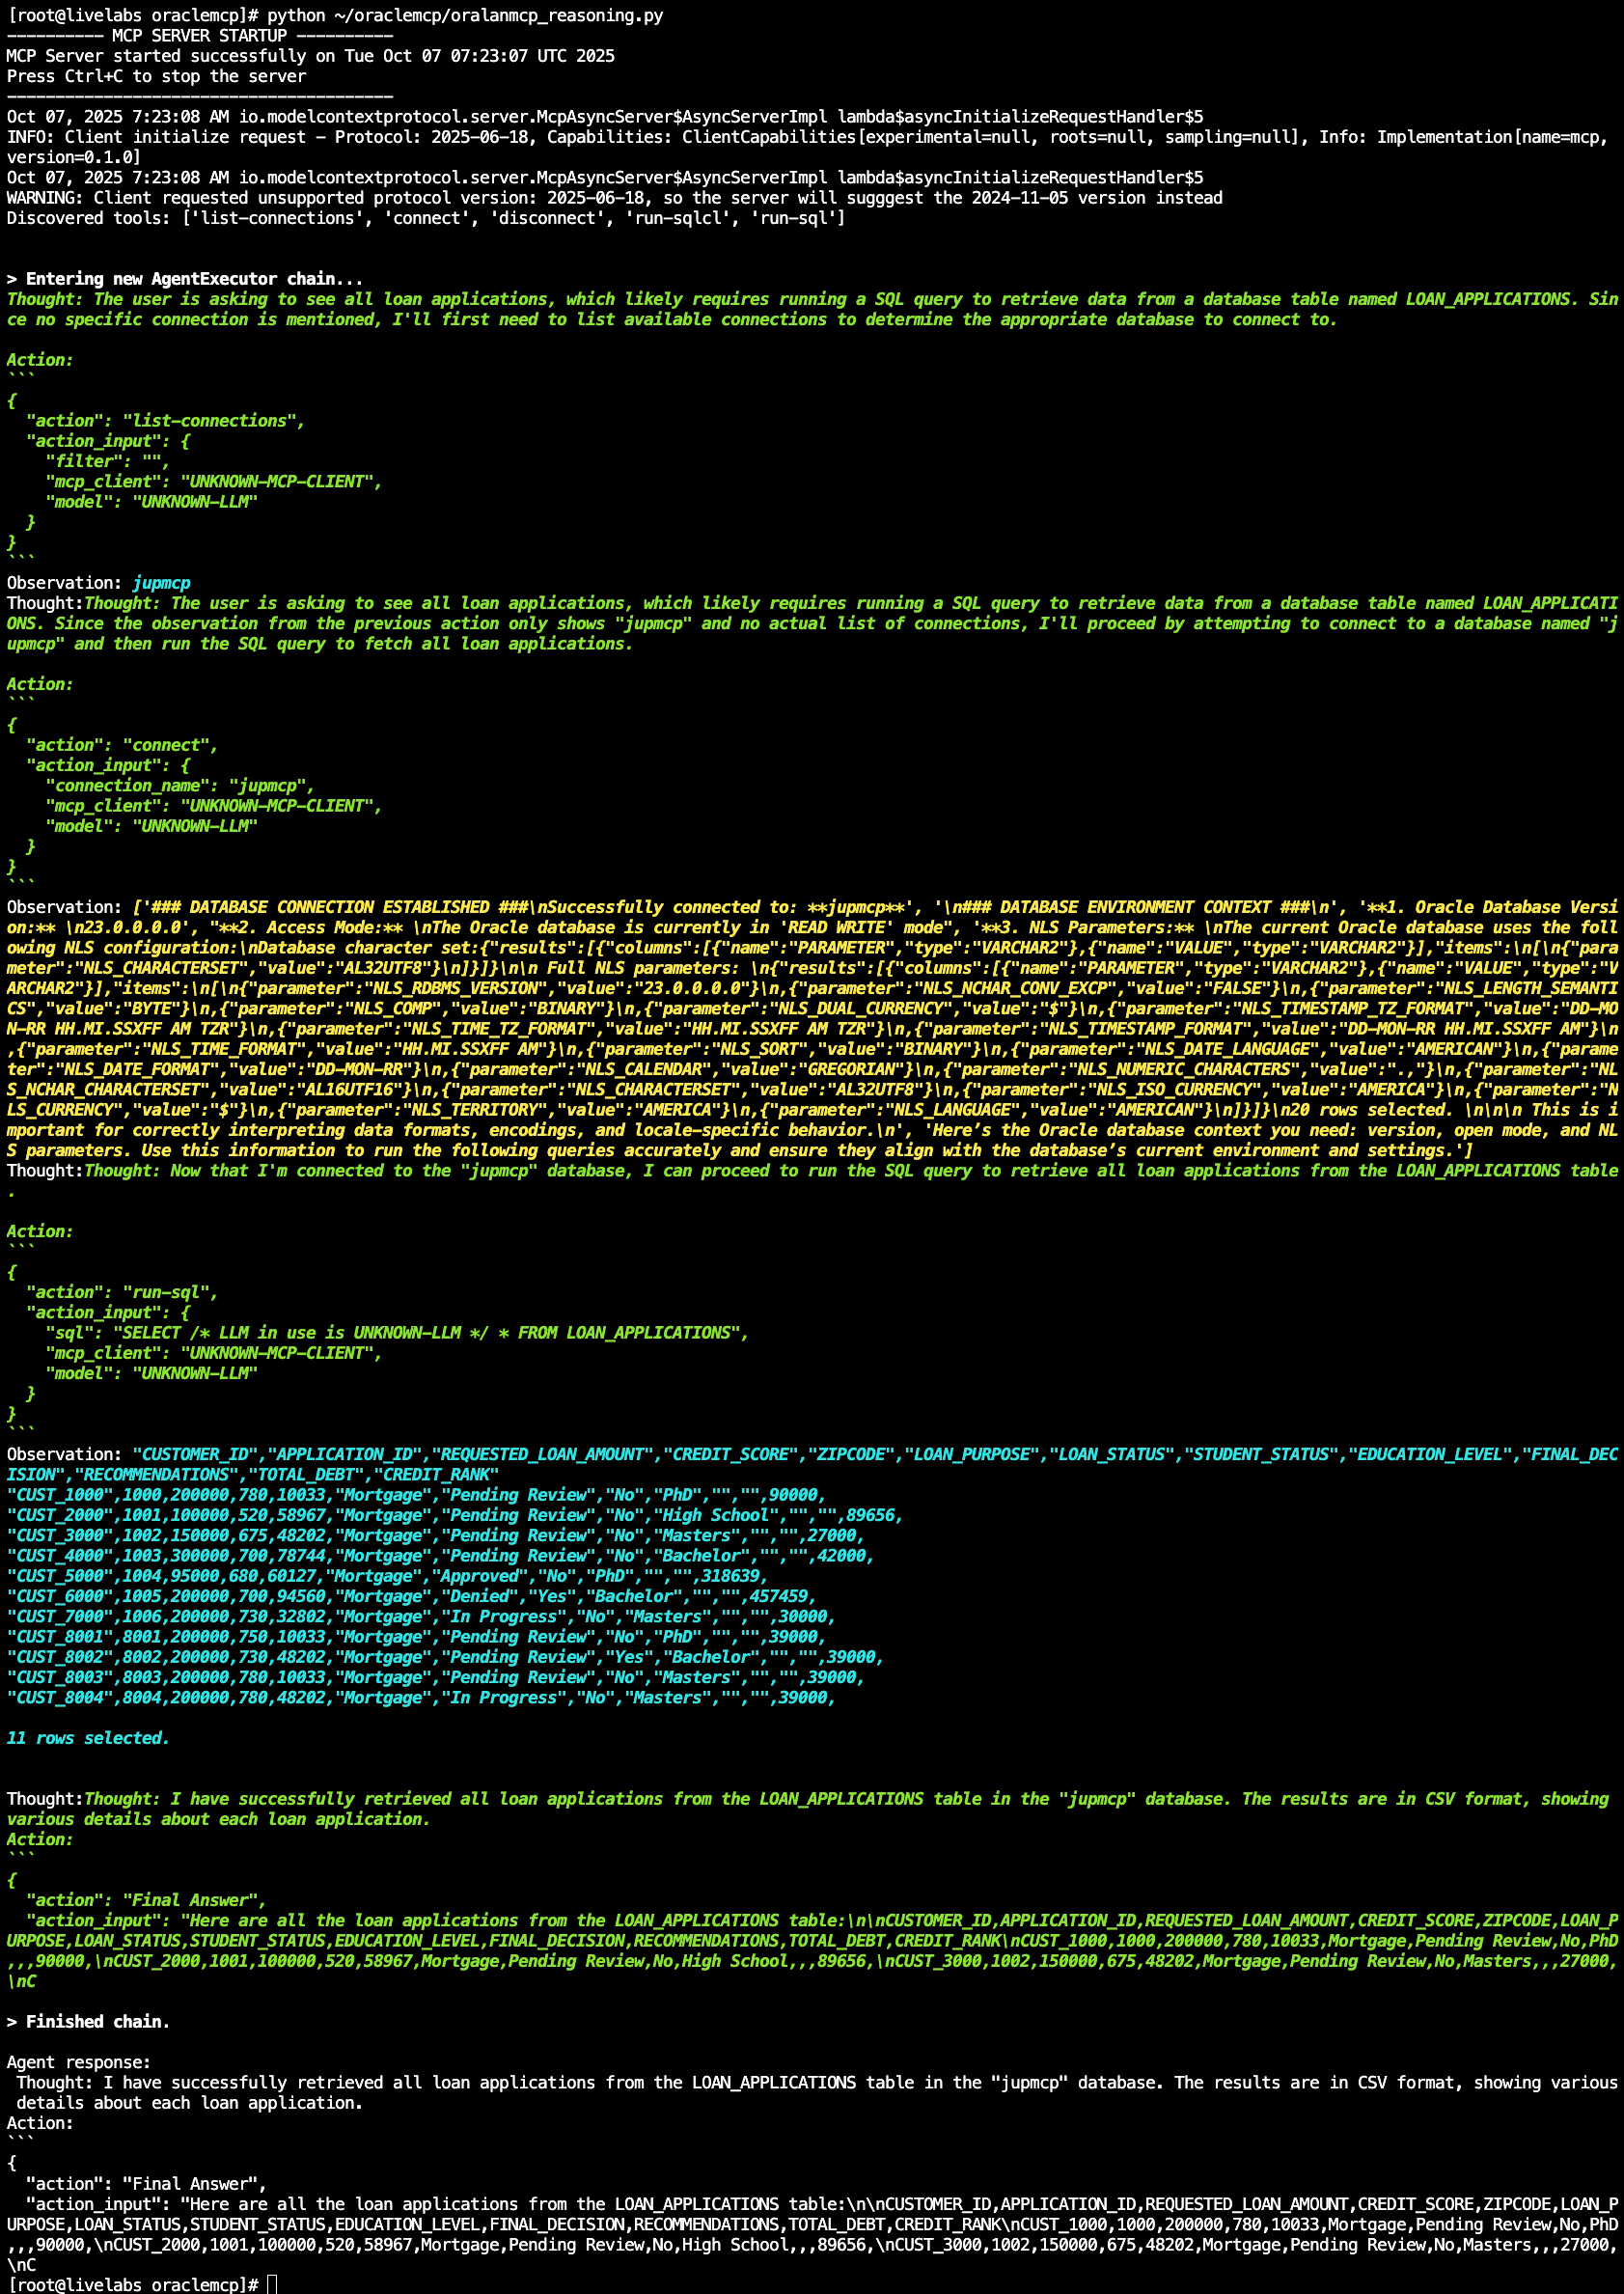 [root@livelabs oraclemcp]# python ~/oraclemcp/oralanmcp_reasoning.py
---------- MCP SERVER STARTUP ----------
MCP Server started successfully on Tue Oct 07 07:23:07 UTC 2025
Press Ctrl+C to stop the server
----------------------------------------
Oct 07, 2025 7:23:08 AM io.modelcontextprotocol.server.McpAsyncServer$AsyncServerImpl lambda$asyncInitializeRequestHandler$5
INFO: Client initialize request - Protocol: 2025-06-18, Capabilities: ClientCapabilities[experimental=null, roots=null, sampling=null], Info: Implementation[name=mcp,
version=0.1.0]
Oct 07, 2025 7:23:08 AM io.modelcontextprotocol.server.McpAsyncServer$AsyncServerImpl lambda$asyncInitializeRequestHandler$5
WARNING: Client requested unsupported protocol version: 2025-06-18, so the server will sugggest the 2024-11-05 version instead
Discovered tools: ['list-connections', 'connect', 'disconnect', 'run-sqlcl', 'run-sql']
> Entering new AgentExecutor chain...
Thought: The user is asking to see all loan applications, which likely requires running a SQL query to retrieve data from a database table named LOAN_APPLICATIONS. Sin
ce no specific connection is mentioned, I'll first need to list available connections to determine the appropriate database to connect to.
Action:
```
{
  "action": "list-connections",
  "action_input": {
    "filter": "",
    "mcp_client": "UNKNOWN-MCP-CLIENT",
    "model": "UNKNOWN-LLM"
  }
}
```
Observation: jupmcp
Thought:Thought: The user is asking to see all loan applications, which likely requires running a SQL query to retrieve data from a database table named LOAN_APPLICATI
ONS. Since the observation from the previous action only shows "jupmcp" and no actual list of connections, I'll proceed by attempting to connect to a database named "j
upmcp" and then run the SQL query to fetch all loan applications.
Action:
```
{
  "action": "connect",
  "action_input": {
    "connection_name": "jupmcp",
    "mcp_client": "UNKNOWN-MCP-CLIENT",
    "model": "UNKNOWN-LLM"
  }
}
```
Observation: ['### DATABASE CONNECTION ESTABLISHED ###\nSuccessfully connected to: **jupmcp**', '\n### DATABASE ENVIRONMENT CONTEXT ###\n', '**1. Oracle Database Versi
on:** \n23.0.0.0.0', "**2. Access Mode:** \nThe Oracle database is currently in 'READ WRITE' mode", '**3. NLS Parameters:** \nThe current Oracle database uses the foll
owing NLS configuration:\nDatabase character set:{"results":[{"columns":[{"name":"PARAMETER","type":"VARCHAR2"},{"name":"VALUE","type":"VARCHAR2"}],"items":\n[\n{"para
meter":"NLS_CHARACTERSET","value":"AL32UTF8"}\n]}]}\n\n Full NLS parameters: \n{"results":[{"columns":[{"name":"PARAMETER","type":"VARCHAR2"},{"name":"VALUE","type":"V
ARCHAR2"}],"items":\n[\n{"parameter":"NLS_RDBMS_VERSION","value":"23.0.0.0.0"}\n,{"parameter":"NLS_NCHAR_CONV_EXCP","value":"FALSE"}\n,{"parameter":"NLS_LENGTH_SEMANTI
CS","value":"BYTE"}\n,{"parameter":"NLS_COMP","value":"BINARY"}\n,{"parameter":"NLS_DUAL_CURRENCY","value":"$"}\n,{"parameter":"NLS_TIMESTAMP_TZ_FORMAT","value":"DD-MO
N-RR HH.MI.SSXFF AM TZR"}\n,{"parameter":"NLS_TIME_TZ_FORMAT","value":"HH.MI.SSXFF AM TZR"}\n,{"parameter":"NLS_TIMESTAMP_FORMAT","value":"DD-MON-RR HH.MI.SSXFF AM"}\n
,{"parameter":"NLS_TIME_FORMAT","value":"HH.MI.SSXFF AM"}\n,{"parameter":"NLS_SORT","value":"BINARY"}\n,{"parameter":"NLS_DATE_LANGUAGE","value":"AMERICAN"}\n,{"parame
ter":"NLS_DATE_FORMAT","value":"DD-MON-RR"}\n,{"parameter":"NLS_CALENDAR","value":"GREGORIAN"}\n,{"parameter":"NLS_NUMERIC_CHARACTERS","value":".,"}\n,{"parameter":"NL
S_NCHAR_CHARACTERSET","value":"AL16UTF16"}\n,{"parameter":"NLS_CHARACTERSET","value":"AL32UTF8"}\n,{"parameter":"NLS_ISO_CURRENCY","value":"AMERICA"}\n,{"parameter":"N
LS_CURRENCY","value":"$"}\n,{"parameter":"NLS_TERRITORY","value":"AMERICA"}\n,{"parameter":"NLS_LANGUAGE","value":"AMERICAN"}\n]}]}\n20 rows selected. \n\n\n This is i
mportant for correctly interpreting data formats, encodings, and locale-specific behavior.\n', 'Here’s the Oracle database context you need: version, open mode, and NL
S parameters. Use this information to run the following queries accurately and ensure they align with the database’s current environment and settings.']
Thought:Thought: Now that I'm connected to the "jupmcp" database, I can proceed to run the SQL query to retrieve all loan applications from the LOAN_APPLICATIONS table
.
Action:
```
{
  "action": "run-sql",
  "action_input": {
    "sql": "SELECT /* LLM in use is UNKNOWN-LLM */ * FROM LOAN_APPLICATIONS",
    "mcp_client": "UNKNOWN-MCP-CLIENT",
    "model": "UNKNOWN-LLM"
  }
}
```
Observation: "CUSTOMER_ID","APPLICATION_ID","REQUESTED_LOAN_AMOUNT","CREDIT_SCORE","ZIPCODE","LOAN_PURPOSE","LOAN_STATUS","STUDENT_STATUS","EDUCATION_LEVEL","FINAL_DEC
ISION","RECOMMENDATIONS","TOTAL_DEBT","CREDIT_RANK"
"CUST_1000",1000,200000,780,10033,"Mortgage","Pending Review","No","PhD","","",90000,
"CUST_2000",1001,100000,520,58967,"Mortgage","Pending Review","No","High School","","",89656,
"CUST_3000",1002,150000,675,48202,"Mortgage","Pending Review","No","Masters","","",27000,
"CUST_4000",1003,300000,700,78744,"Mortgage","Pending Review","No","Bachelor","","",42000,
"CUST_5000",1004,95000,680,60127,"Mortgage","Approved","No","PhD","","",318639,
"CUST_6000",1005,200000,700,94560,"Mortgage","Denied","Yes","Bachelor","","",457459,
"CUST_7000",1006,200000,730,32802,"Mortgage","In Progress","No","Masters","","",30000,
"CUST_8001",8001,200000,750,10033,"Mortgage","Pending Review","No","PhD","","",39000,
"CUST_8002",8002,200000,730,48202,"Mortgage","Pending Review","Yes","Bachelor","","",39000,
"CUST_8003",8003,200000,780,10033,"Mortgage","Pending Review","No","Masters","","",39000,
"CUST_8004",8004,200000,780,48202,"Mortgage","In Progress","No","Masters","","",39000,
11 rows selected.
Thought:Thought: I have successfully retrieved all loan applications from the LOAN_APPLICATIONS table in the "jupmcp" database. The results are in CSV format, showing
various details about each loan application.
Action:
```
{
  "action": "Final Answer",
  "action_input": "Here are all the loan applications from the LOAN_APPLICATIONS table:\n\nCUSTOMER_ID,APPLICATION_ID,REQUESTED_LOAN_AMOUNT,CREDIT_SCORE,ZIPCODE,LOAN_P
URPOSE,LOAN_STATUS,STUDENT_STATUS,EDUCATION_LEVEL,FINAL_DECISION,RECOMMENDATIONS,TOTAL_DEBT,CREDIT_RANK\nCUST_1000,1000,200000,780,10033,Mortgage,Pending Review,No,PhD
,,,90000,\nCUST_2000,1001,100000,520,58967,Mortgage,Pending Review,No,High School,,,89656,\nCUST_3000,1002,150000,675,48202,Mortgage,Pending Review,No,Masters,,,27000,
\nC
> Finished chain.
Agent response:
 Thought: I have successfully retrieved all loan applications from the LOAN_APPLICATIONS table in the "jupmcp" database. The results are in CSV format, showing various
 details about each loan application.
Action:
```
{
  "action": "Final Answer",
  "action_input": "Here are all the loan applications from the LOAN_APPLICATIONS table:\n\nCUSTOMER_ID,APPLICATION_ID,REQUESTED_LOAN_AMOUNT,CREDIT_SCORE,ZIPCODE,LOAN_P
URPOSE,LOAN_STATUS,STUDENT_STATUS,EDUCATION_LEVEL,FINAL_DECISION,RECOMMENDATIONS,TOTAL_DEBT,CREDIT_RANK\nCUST_1000,1000,200000,780,10033,Mortgage,Pending Review,No,PhD
,,,90000,\nCUST_2000,1001,100000,520,58967,Mortgage,Pending Review,No,High School,,,89656,\nCUST_3000,1002,150000,675,48202,Mortgage,Pending Review,No,Masters,,,27000,
\nC
[root@livelabs oraclemcp]#